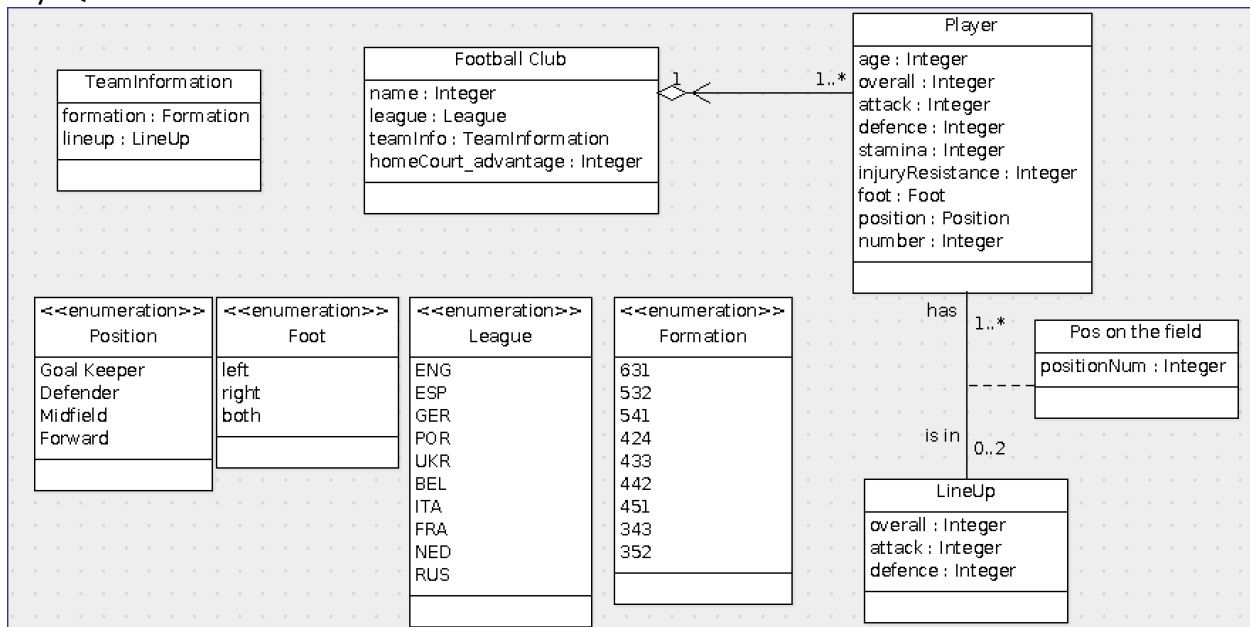 TeamInformation
formation : Formation
lineup : LineUp
Football Club
name : Integer
league : League
teamInfo : TeamInformation
homeCourt_advantage : Integer
1
1..*
Player
age : Integer
overall : Integer
attack : Integer
defence : Integer
stamina : Integer
injuryResistance : Integer
foot : Foot
position : Position
number : Integer
<<enumeration>>
Position
Goal Keeper
Defender
Midfield
Forward
<<enumeration>>
Foot
left
right
both
<<enumeration>>
League
ENG
ESP
GER
POR
UKR
BEL
ITA
FRA
NED
RUS
<<enumeration>>
Formation
631
532
541
424
433
442
451
343
352
has
1..*
Pos on the field
positionNum : Integer
is in
0..2
LineUp
overall : Integer
attack : Integer
defence : Integer